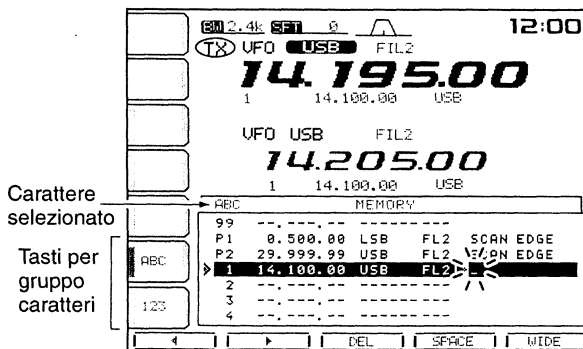 BW 2.4k SFT 0 12:00
TX VFO USB FIL2
14.195.00
1 14.100.00 USB
VFO USB FIL2
14.205.00
1 14.100.00 USB
Carattere
selezionato
ABC MEMORY
99 --.---.-- --- ---
P1 0.500.00 LSB FL2 SCAN EDGE
P2 29.999.99 USB FL2 SCAN EDGE
1 14.100.00 USB FL2
2 --.---.-- --- ---
3 --.---.-- --- ---
4 --.---.-- --- ---
Tasti per
gruppo
caratteri
ABC
123
DEL SPACE WIDE